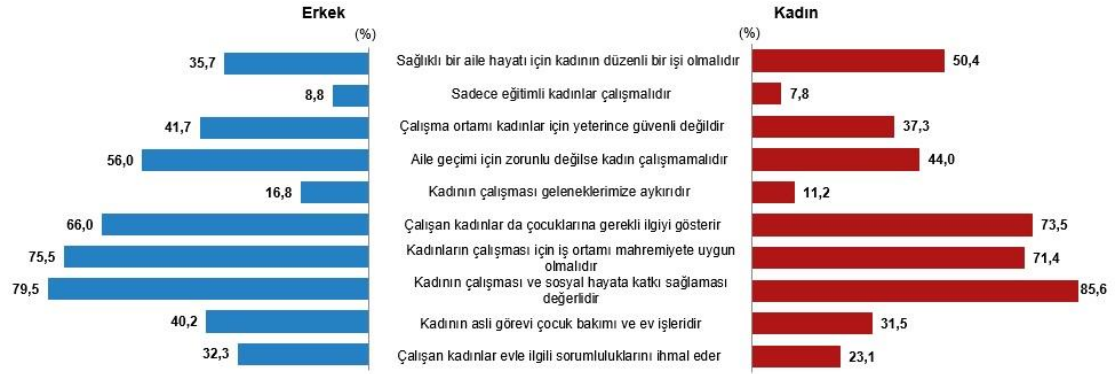 Erkek Kadın
(%) (%)
35,7 Sağlıklı bir aile hayatı için kadının düzenli bir işi olmalıdır 50,4
8,8 Sadece eğitimli kadınlar çalışmalıdır 7,8
41,7 Çalışma ortamı kadınlar için yeterince güvenli değildir 37,3
56,0 Aile geçimi için zorunlu değilse kadın çalışmamalıdır 44,0
16,8 Kadının çalışması geleneklerimize aykırıdır 11,2
66,0 Çalışan kadınlar da çocuklarına gerekli ilgiyi gösterir 73,5
75,5 Kadınların çalışması için iş ortamı mahremiyete uygun 71,4
olmalıdır
79,5 Kadının çalışması ve sosyal hayata katkı sağlaması 85,6
değerlidir
40,2 Kadının asli görevi çocuk bakımı ve ev işleridir 31,5
32,3 Çalışan kadınlar evle ilgili sorumluluklarını ihmal eder 23,1